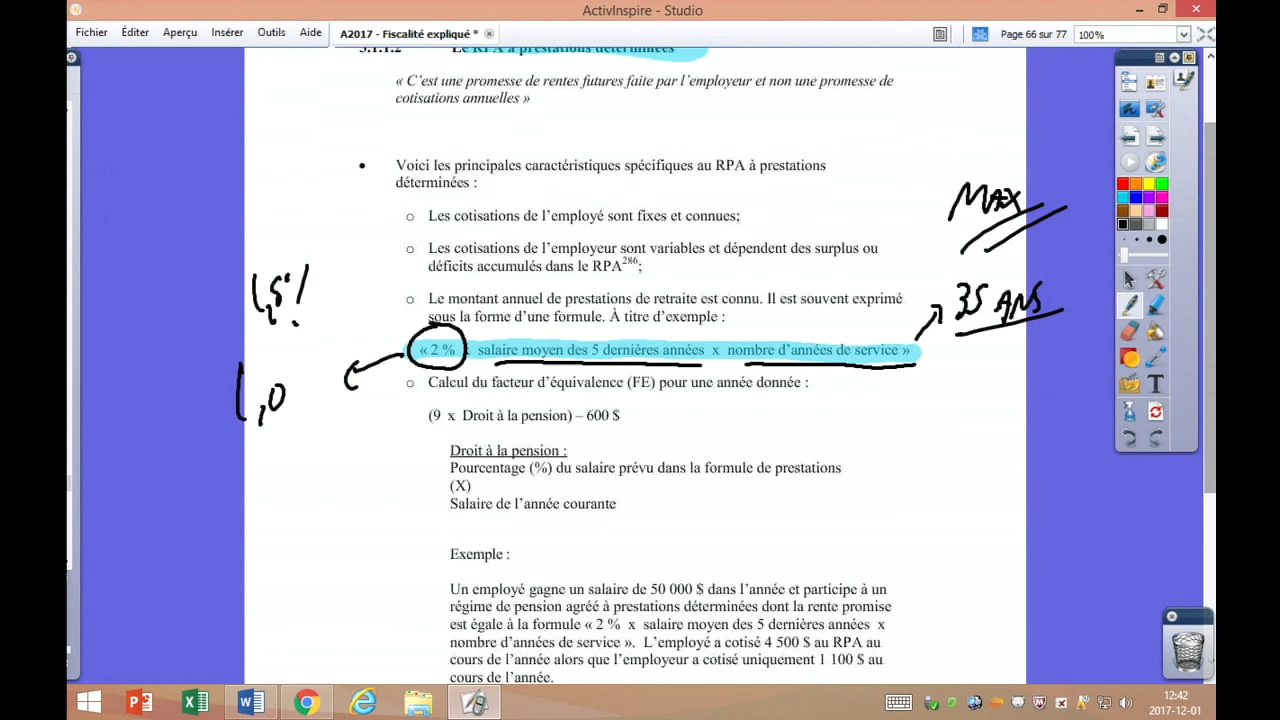 ActivInspire - Studio
Fichier Éditer Aperçu Insérer Outils Aide
A2017 - Fiscalité expliqué *
Page 66 sur 77
100%
3.1.1.2 Le RPA à prestations déterminées
« C'est une promesse de rentes futures faite par l'employeur et non une promesse de
cotisations annuelles »
• Voici les principales caractéristiques spécifiques au RPA à prestations
déterminées :
o Les cotisations de l'employé sont fixes et connues;
MAX
o Les cotisations de l'employeur sont variables et dépendent des surplus ou
déficits accumulés dans le RPA286;
o Le montant annuel de prestations de retraite est connu. Il est souvent exprimé
sous la forme d'une formule. À titre d'exemple :
35 ANS
« 2 % x salaire moyen des 5 dernières années x nombre d'années de service »
o Calcul du facteur d'équivalence (FE) pour une année donnée :
1,0
(9 x Droit à la pension) – 600 $
Droit à la pension :
Pourcentage (%) du salaire prévu dans la formule de prestations
(X)
Salaire de l'année courante
Exemple :
Un employé gagne un salaire de 50 000 $ dans l'année et participe à un
régime de pension agréé à prestations déterminées dont la rente promise
est égale à la formule « 2 % x salaire moyen des 5 dernières années x
nombre d'années de service ». L'employé a cotisé 4 500 $ au RPA au
cours de l'année alors que l'employeur a cotisé uniquement 1 100 $ au
cours de l'année.
12:42
2017-12-01